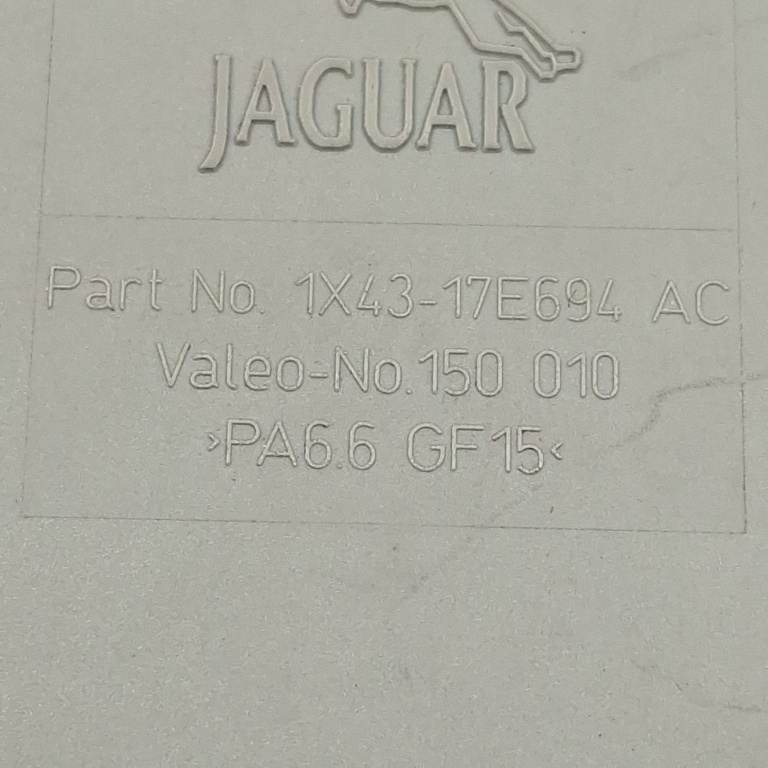 JAGUAR
Part No. 1X43-17E694 AC
Valeo-No.150 010
>PA6.6 GF15<